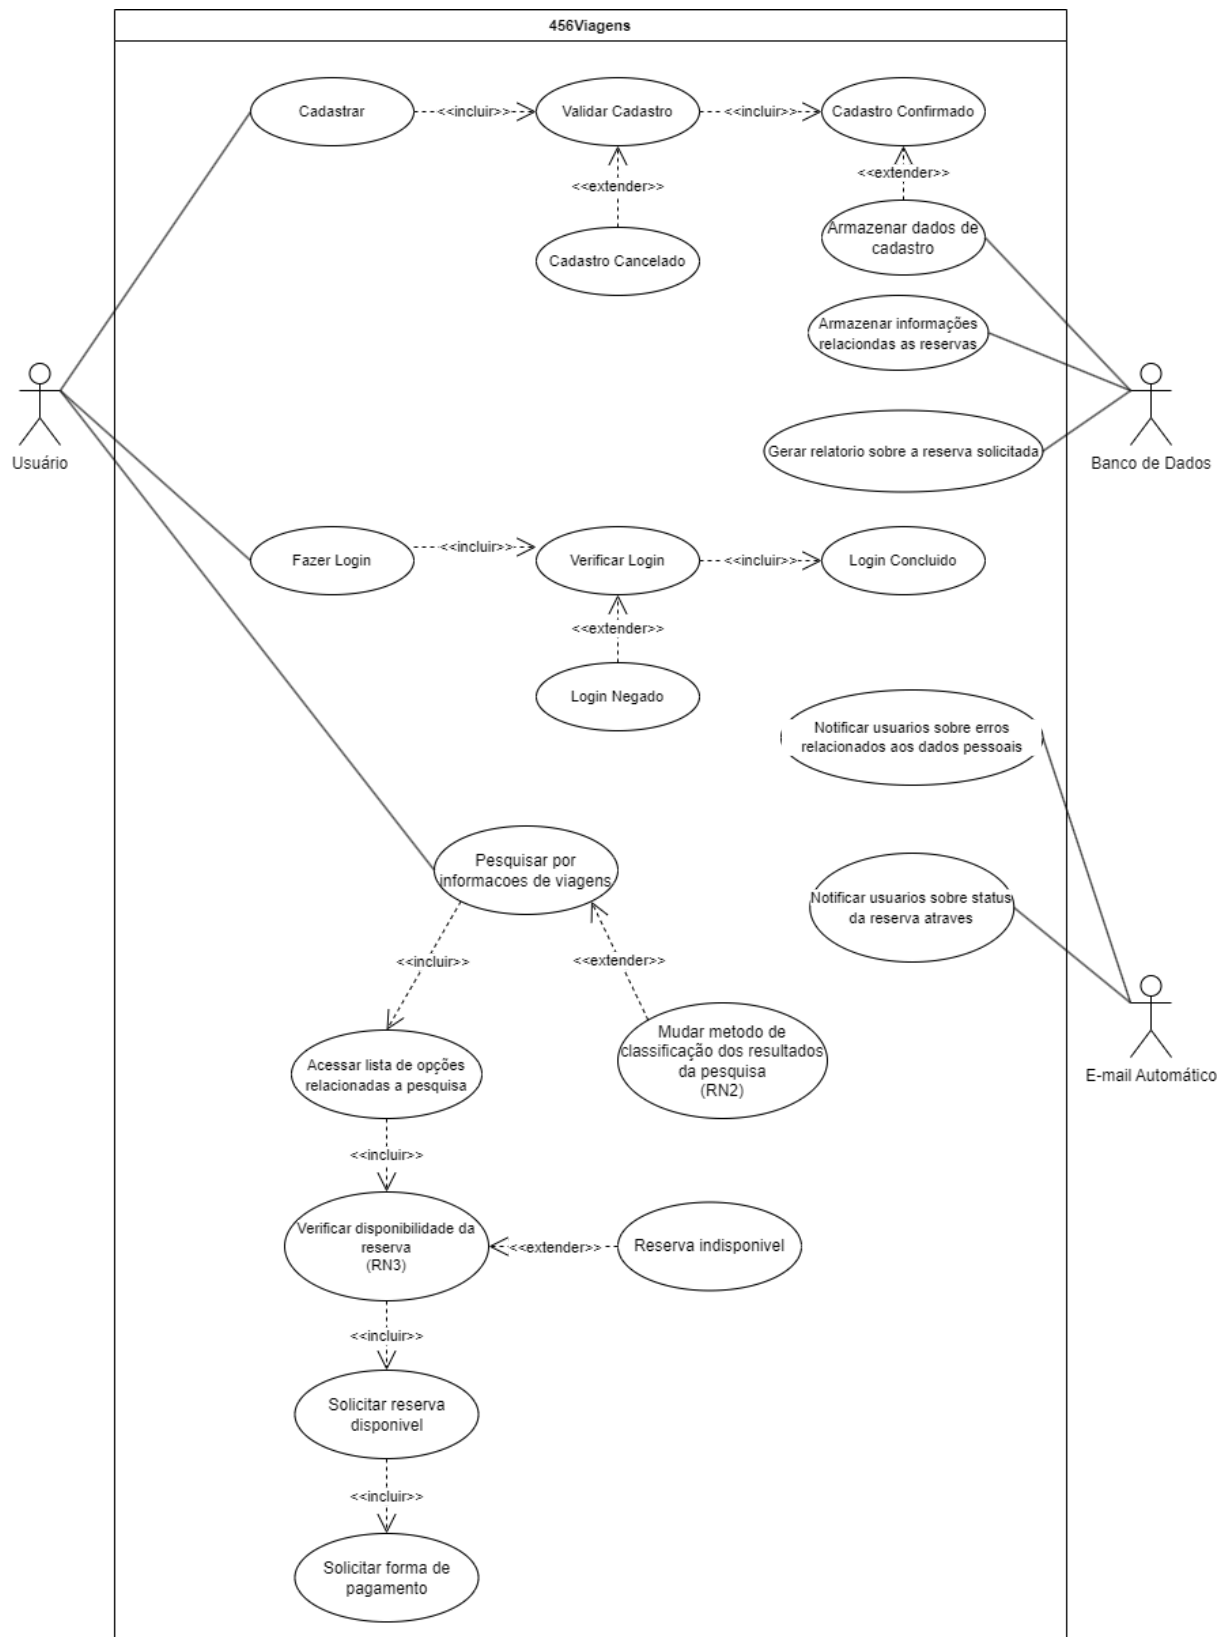 456Viagens
Cadastrar
<<incluir>>
Validar Cadastro
<<incluir>>
Cadastro Confirmado
<<extender>>
<<extender>>
Armazenar dados de
cadastro
Cadastro Cancelado
Armazenar informações
relaciondas as reservas
Usuário
Gerar relatorio sobre a reserva solicitada
Banco de Dados
Fazer Login
<<incluir>>
Verificar Login
<<incluir>>
Login Concluido
<<extender>>
Login Negado
Notificar usuarios sobre erros
relacionados aos dados pessoais
Pesquisar por
informacoes de viagens
Notificar usuarios sobre status
da reserva atraves
<<incluir>>
<<extender>>
Mudar metodo de
classificação dos resultados
da pesquisa
(RN2)
Acessar lista de opções
relacionadas a pesquisa
E-mail Automático
<<incluir>>
Verificar disponibilidade da
reserva
(RN3)
<<extender>>
Reserva indisponivel
<<incluir>>
Solicitar reserva
disponivel
<<incluir>>
Solicitar forma de
pagamento